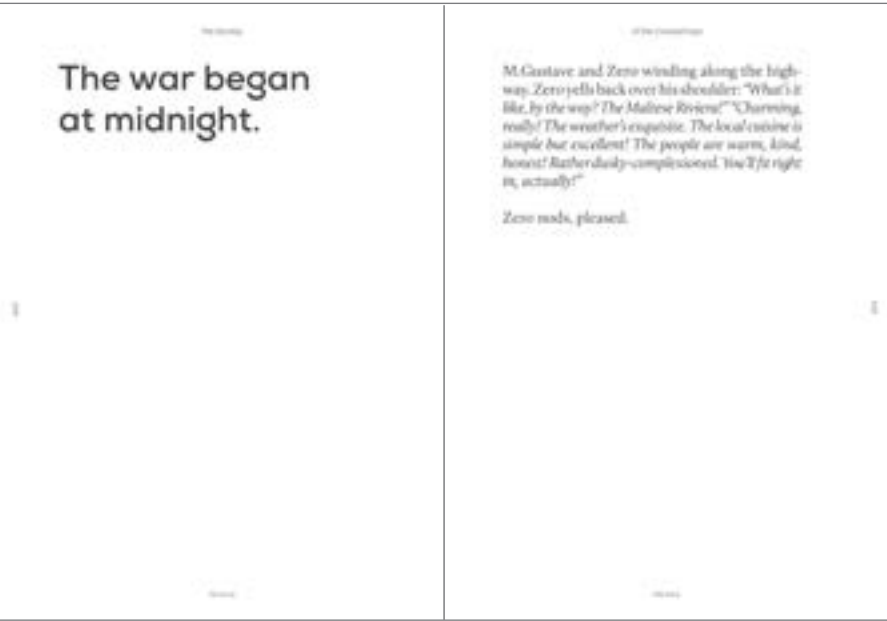 The war began
at midnight.
M.Gustave and Zero winding along the high-
way. Zero yells back over his shoulder: “What's it
like, by the way? The Maltese Riviera?” “Charming,
really! The weather's exquisite. The local cuisine is
simple but excellent! The people are warm, kind,
honest! Rather dusky-complexioned. You'll fit right
in, actually!”
Zero nods, pleased.